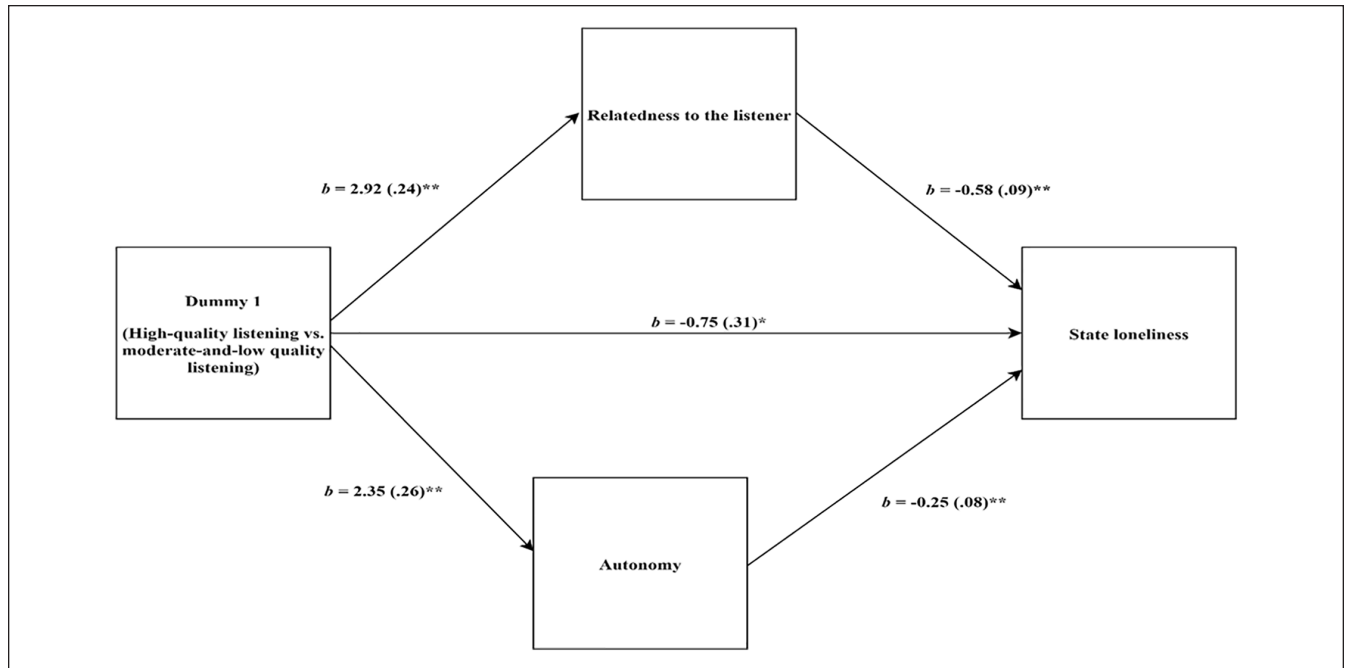 Relatedness to the listener
b = 2.92 (.24)**
b = -0.58 (.09)**
Dummy 1
(High-quality listening vs.
moderate-and-low quality
listening)
b = -0.75 (.31)*
State loneliness
b = 2.35 (.26)**
b = -0.25 (.08)**
Autonomy